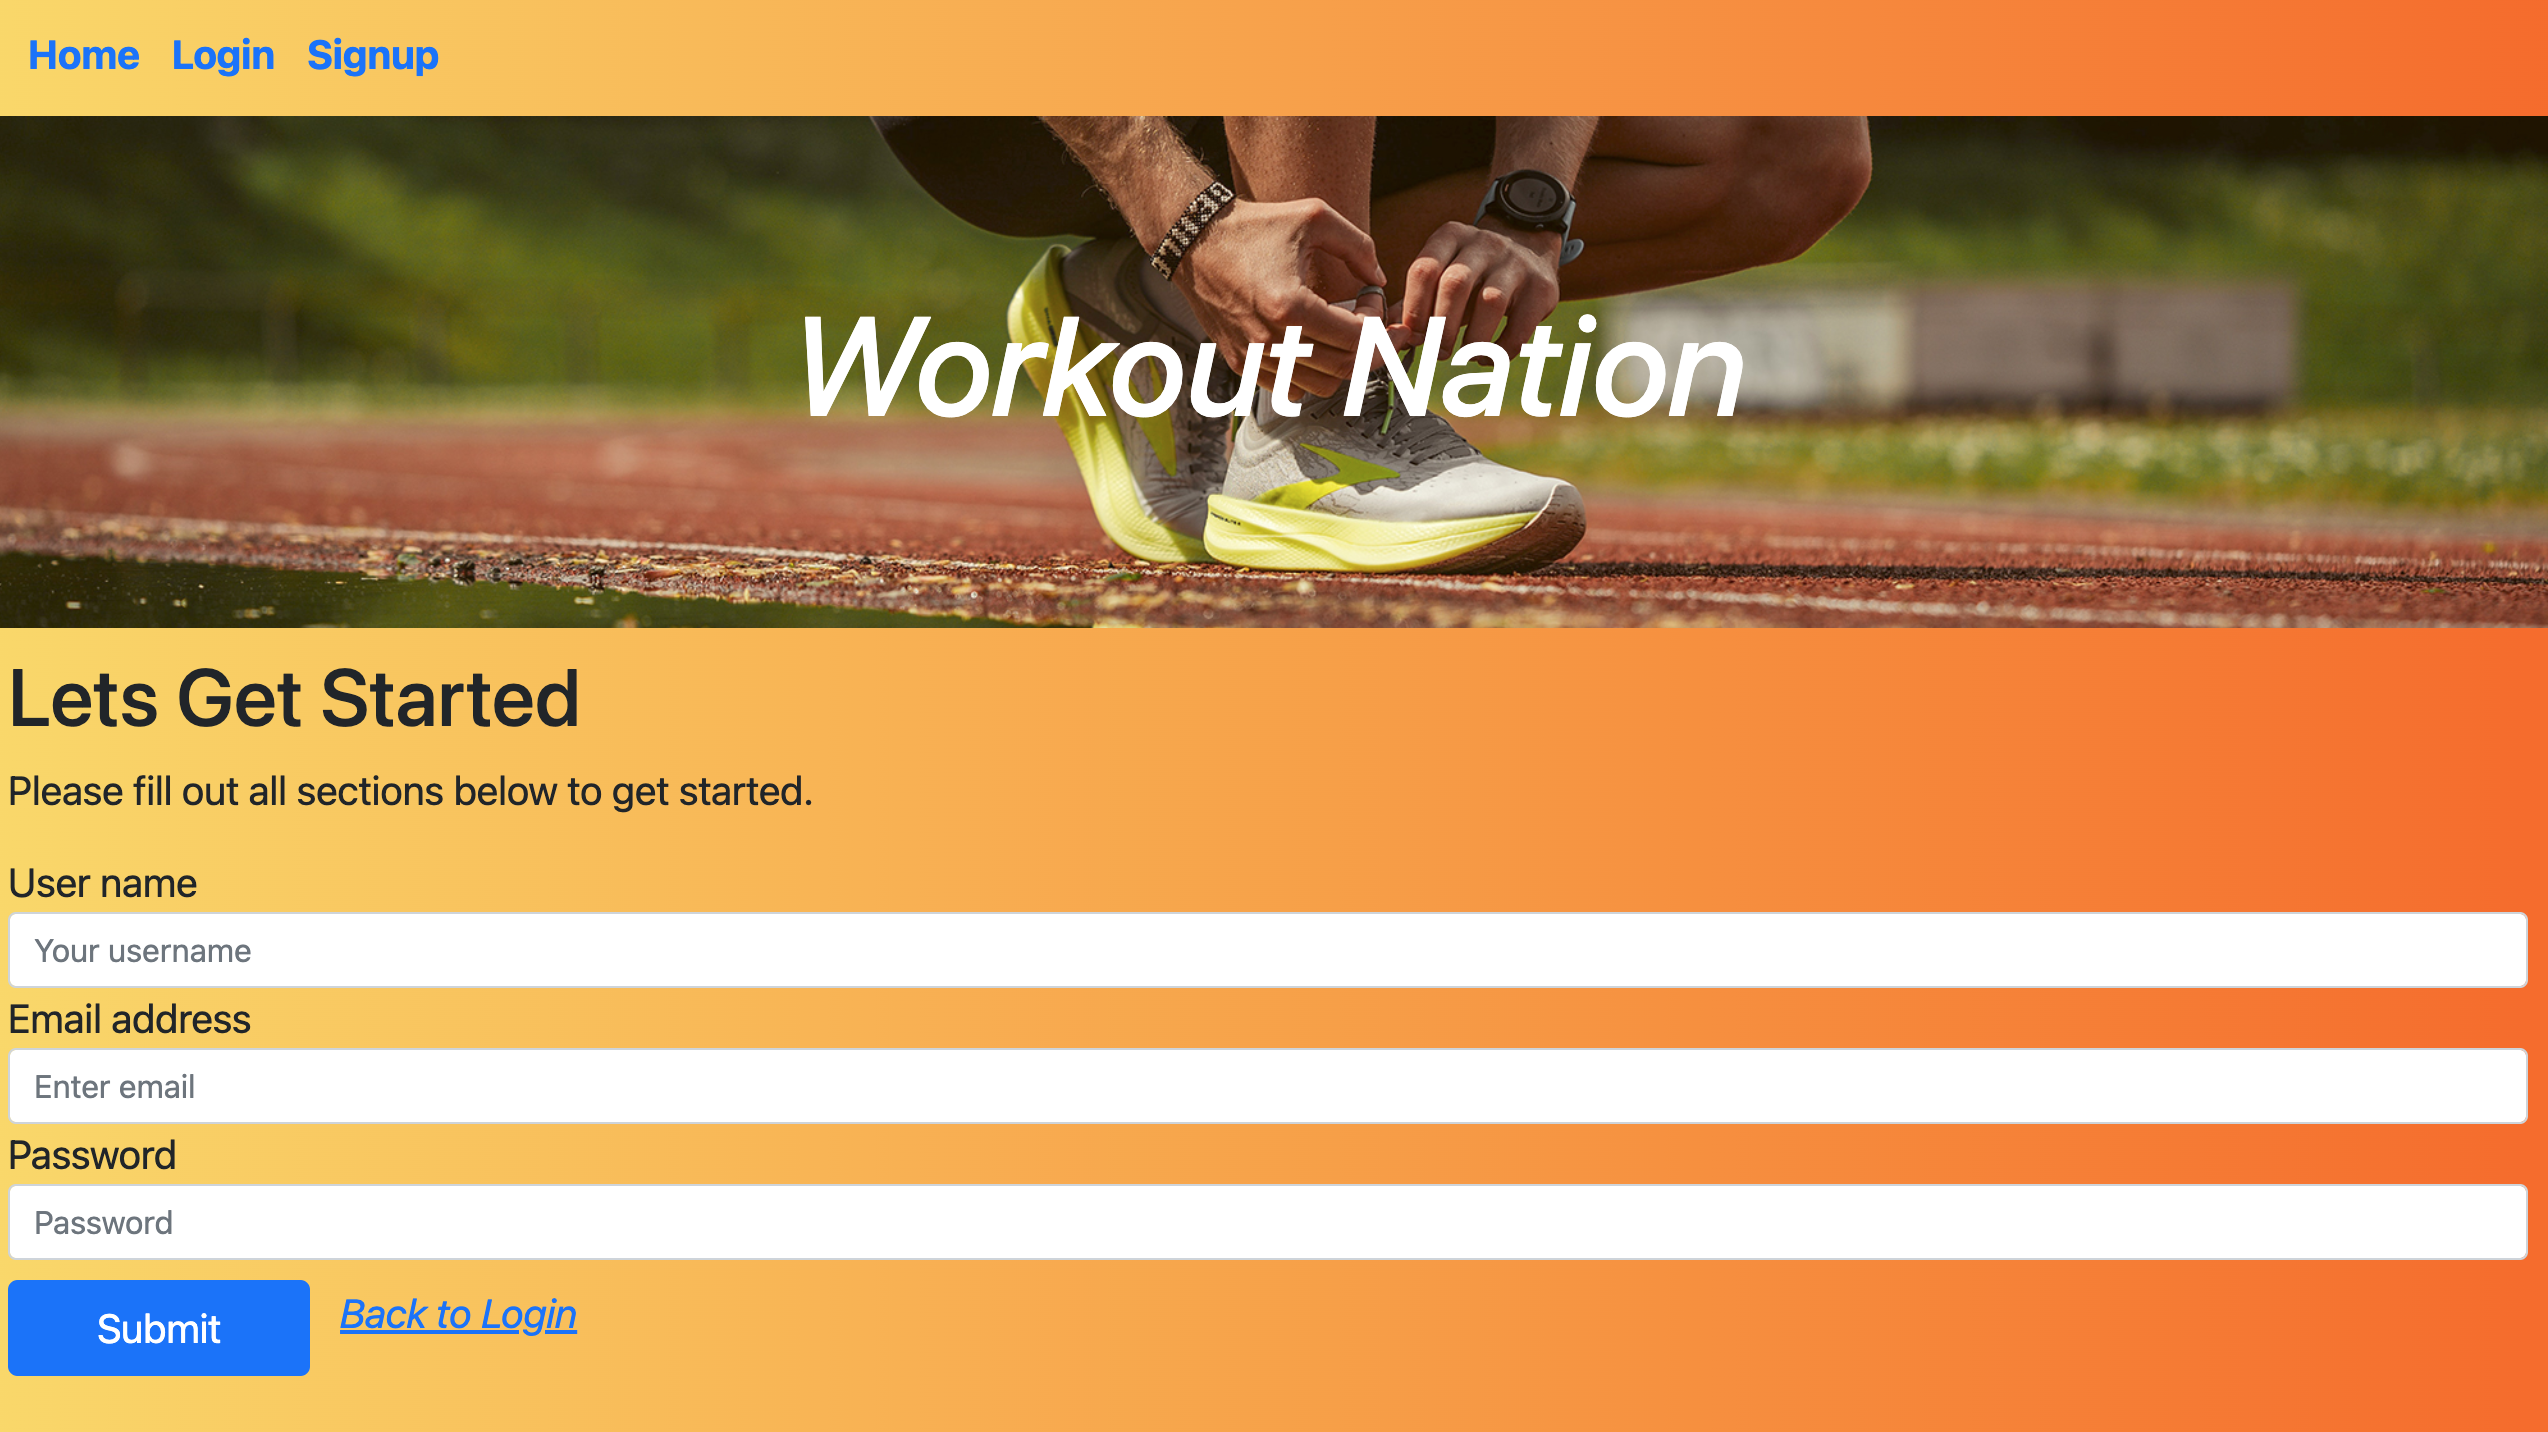 Home Login Signup
Workout Nation
Lets Get Started
Please fill out all sections below to get started.
User name
Your username
Email address
Enter email
Password
Password
Submit Back to Login